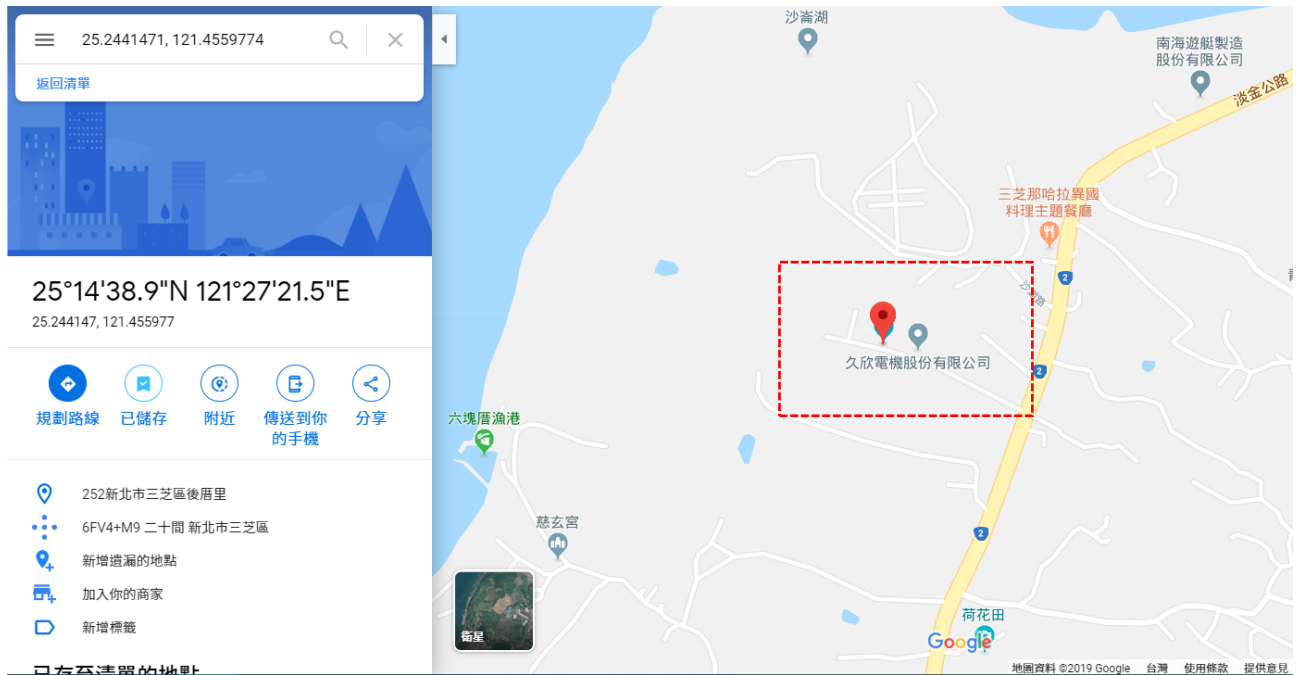 25.2441471, 121.4559774
返回清單
25°14'38.9"N 121°27'21.5"E
25.244147, 121.455977
規劃路線
已儲存
附近
傳送到你
的手機
分享
252新北市三芝區後厝里
6FV4+M9 二十間 新北市三芝區
新增遺漏的地點
加入你的商家
新增標籤
已存至清單的地點
沙崙湖
南海遊艇製造
股份有限公司
淡金公路
三芝那哈拉異國
料理主題餐廳
2
久欣電機股份有限公司
2
六塊厝漁港
慈玄宮
2
荷花田
衛星
Google
地圖資料 ©2019 Google 台灣 使用條款 提供意見